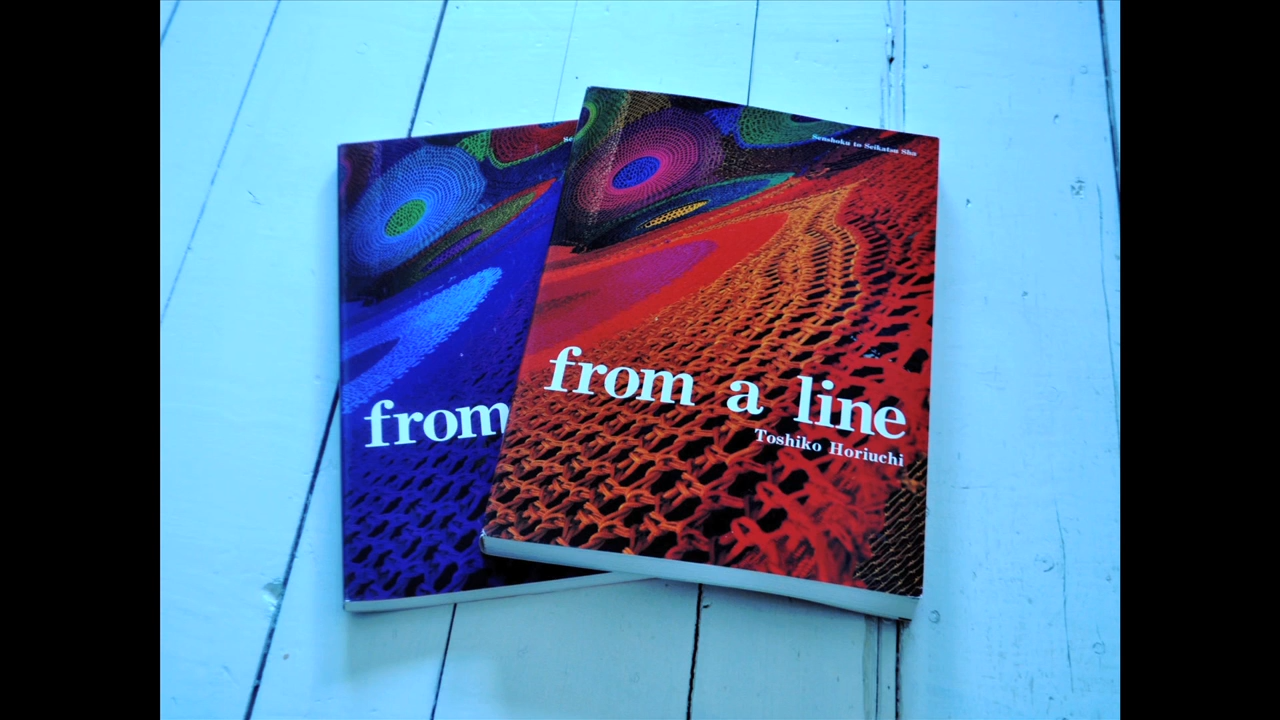 Senshoku to Seikatsu Sha
from a line
Toshiko Horiuchi
from